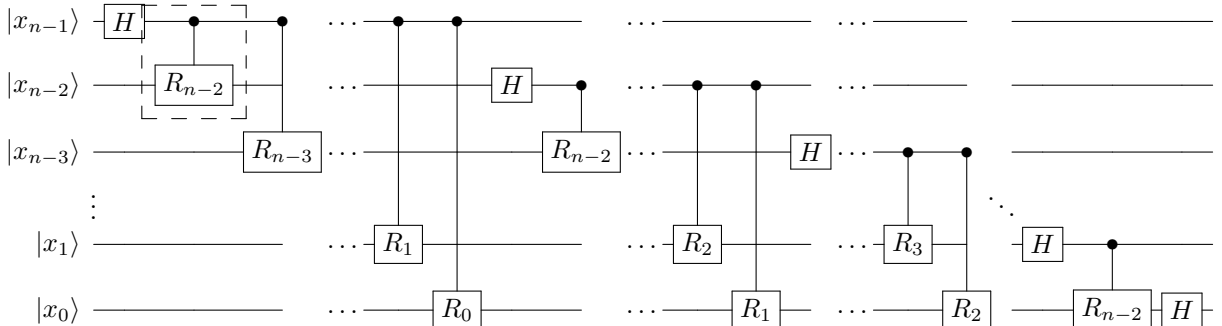 |x_{n-1}⟩ H ... ... ...
|x_{n-2}⟩ R_{n-2} ... H ... ...
|x_{n-3}⟩ R_{n-3} ... R_{n-2} ... H ...
⋮ ⋱
|x_1⟩ ... R_1 ... R_2 ... R_3 H
|x_0⟩ ... R_0 ... R_1 ... R_2 R_{n-2} H